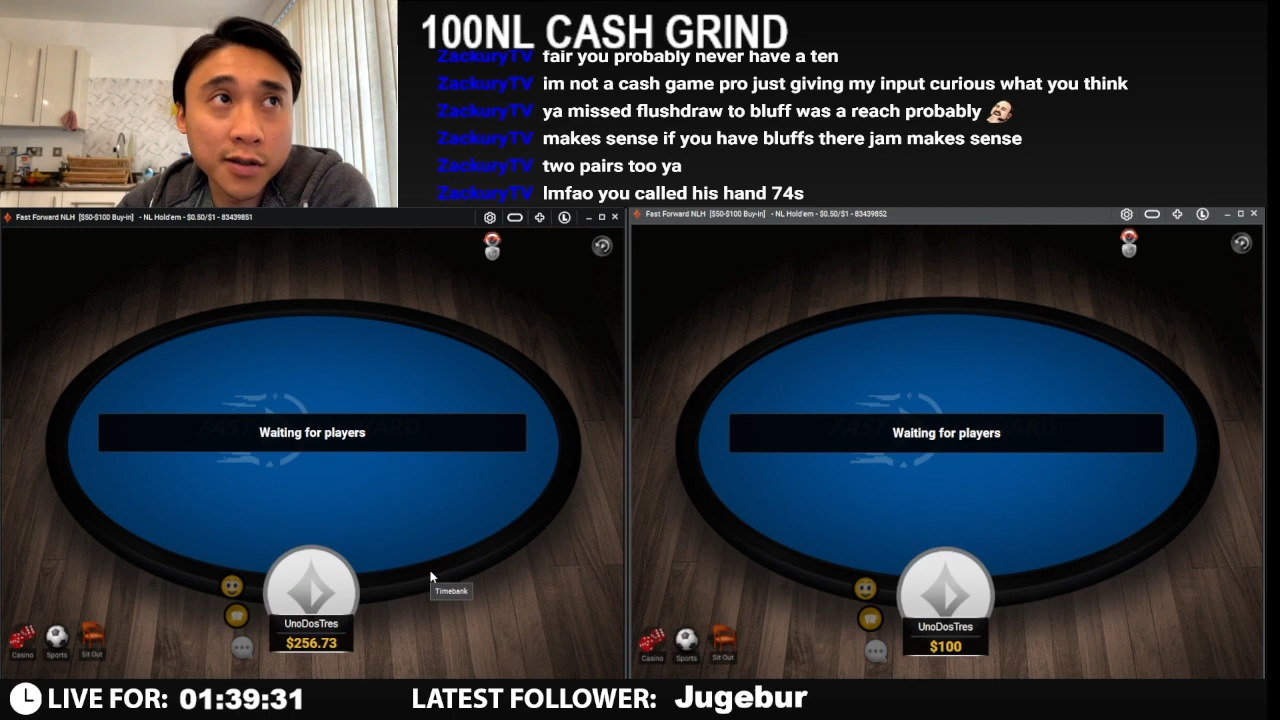 100NL CASH GRIND
ZackuryTV fair you probably never have a ten
ZackuryTV im not a cash game pro just giving my input curious what you think
ZackuryTV ya missed flushdraw to bluff was a reach probably
ZackuryTV makes sense if you have bluffs there jam makes sense
ZackuryTV two pairs too ya
ZackuryTV lmfao you called his hand 74s
Fast Forward NLH [$50-$100 Buy-in] - NL Hold'em - $0.50/$1 - 83439851
Fast Forward NLH [$50-$100 Buy-in] - NL Hold'em - $0.50/$1 - 83439852
Waiting for players
Waiting for players
Timebank
UnoDosTres
$256.73
UnoDosTres
$100
Casino Sports Sit Out
Casino Sports Sit Out
LIVE FOR: 01:39:31
LATEST FOLLOWER: Jugebur